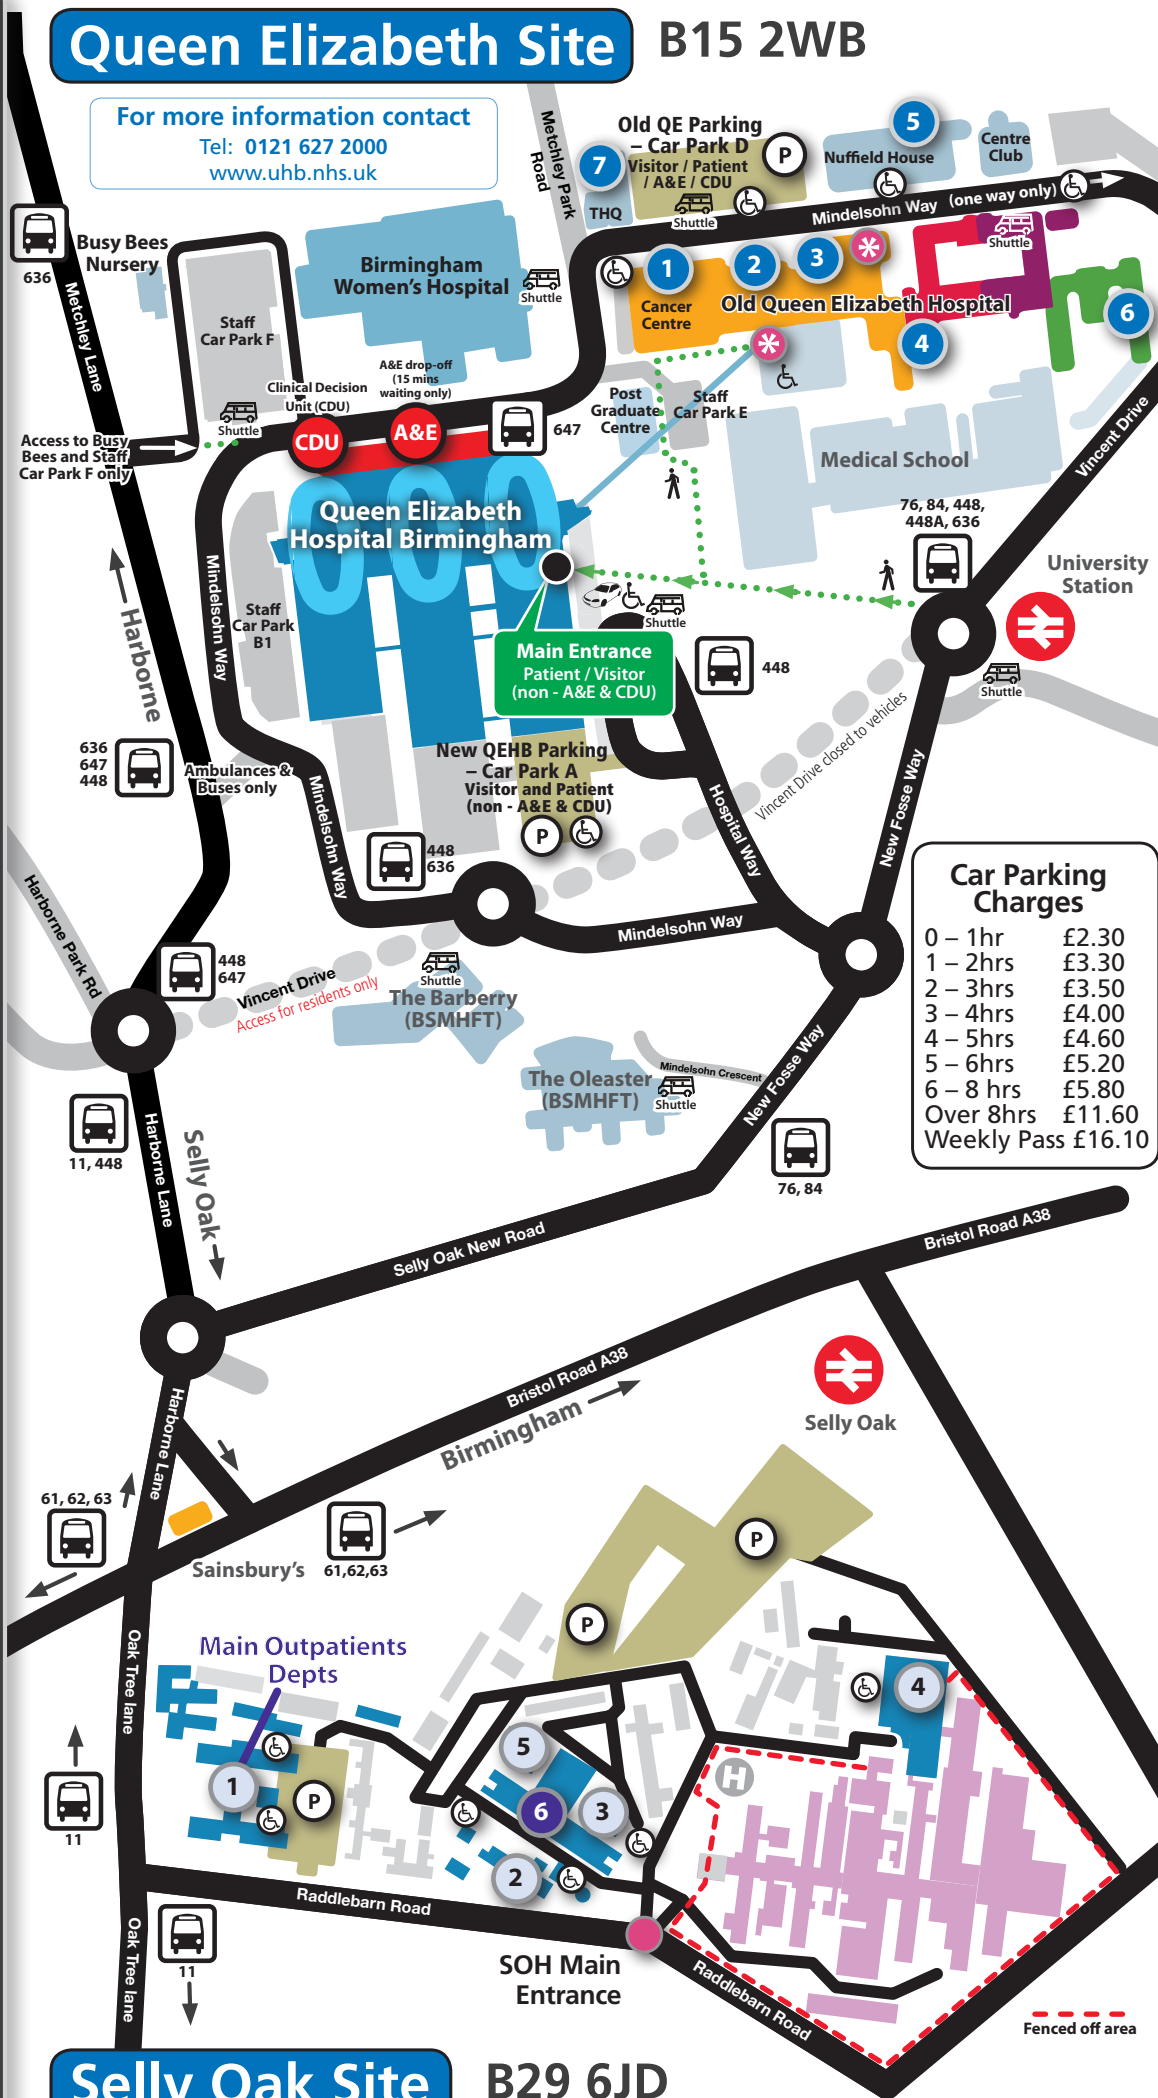 Queen Elizabeth Site
B15 2WB
For more information contact
Tel: 0121 627 2000
www.uhb.nhs.uk
Metchley Park
Road
Old QE Parking
– Car Park D
Visitor / Patient
/ A&E / CDU
P
7
THQ
Shuttle
5
Nuffield House
Centre
Club
Mindelsohn Way (one way only)
636
Busy Bees
Nursery
Metchley Lane
Staff
Car Park F
Birmingham
Women's Hospital
Shuttle
1
2
3
*
Shuttle
Cancer
Centre
Old Queen Elizabeth Hospital
4
6
*
Clinical Decision
Unit (CDU)
A&E drop-off
(15 mins
waiting only)
Shuttle
CDU
A&E
647
Post
Graduate
Centre
Staff
Car Park E
Access to Busy
Bees and Staff
Car Park F only
Medical School
Vincent Drive
Queen Elizabeth
Hospital Birmingham
76, 84, 448,
448A, 636
University
Station
Mindelsohn Way
Staff
Car Park
B1
Harborne
Shuttle
Main Entrance
Patient / Visitor
(non - A&E & CDU)
448
Shuttle
Vincent Drive closed to vehicles
636
647
448
Ambulances &
Buses only
New QEHB Parking
– Car Park A
Visitor and Patient
(non - A&E & CDU)
P
Mindelsohn Way
Hospital Way
New Fosse Way
448
636
Harborne Park Rd
Mindelsohn Way
448
647
Vincent Drive
Access for residents only
Shuttle
The Barberry
(BSMHFT)
Car Parking
Charges
0 – 1hr £2.30
1 – 2hrs £3.30
2 – 3hrs £3.50
3 – 4hrs £4.00
4 – 5hrs £4.60
5 – 6hrs £5.20
6 – 8 hrs £5.80
Over 8hrs £11.60
Weekly Pass £16.10
The Oleaster
(BSMHFT)
Mindelsohn Crescent
Shuttle
New Fosse Way
11, 448
Harborne Lane
Selly Oak
76, 84
Selly Oak New Road
Bristol Road A38
Bristol Road A38
Birmingham
Selly Oak
Harborne Lane
61, 62, 63
Sainsbury's
61,62,63
P
P
Main Outpatients
Depts
Oak Tree lane
4
5
1
P
6
3
H
11
2
Raddlebarn Road
Oak Tree lane
11
SOH Main
Entrance
Raddlebarn Road
Fenced off area
Selly Oak Site
B29 6JD